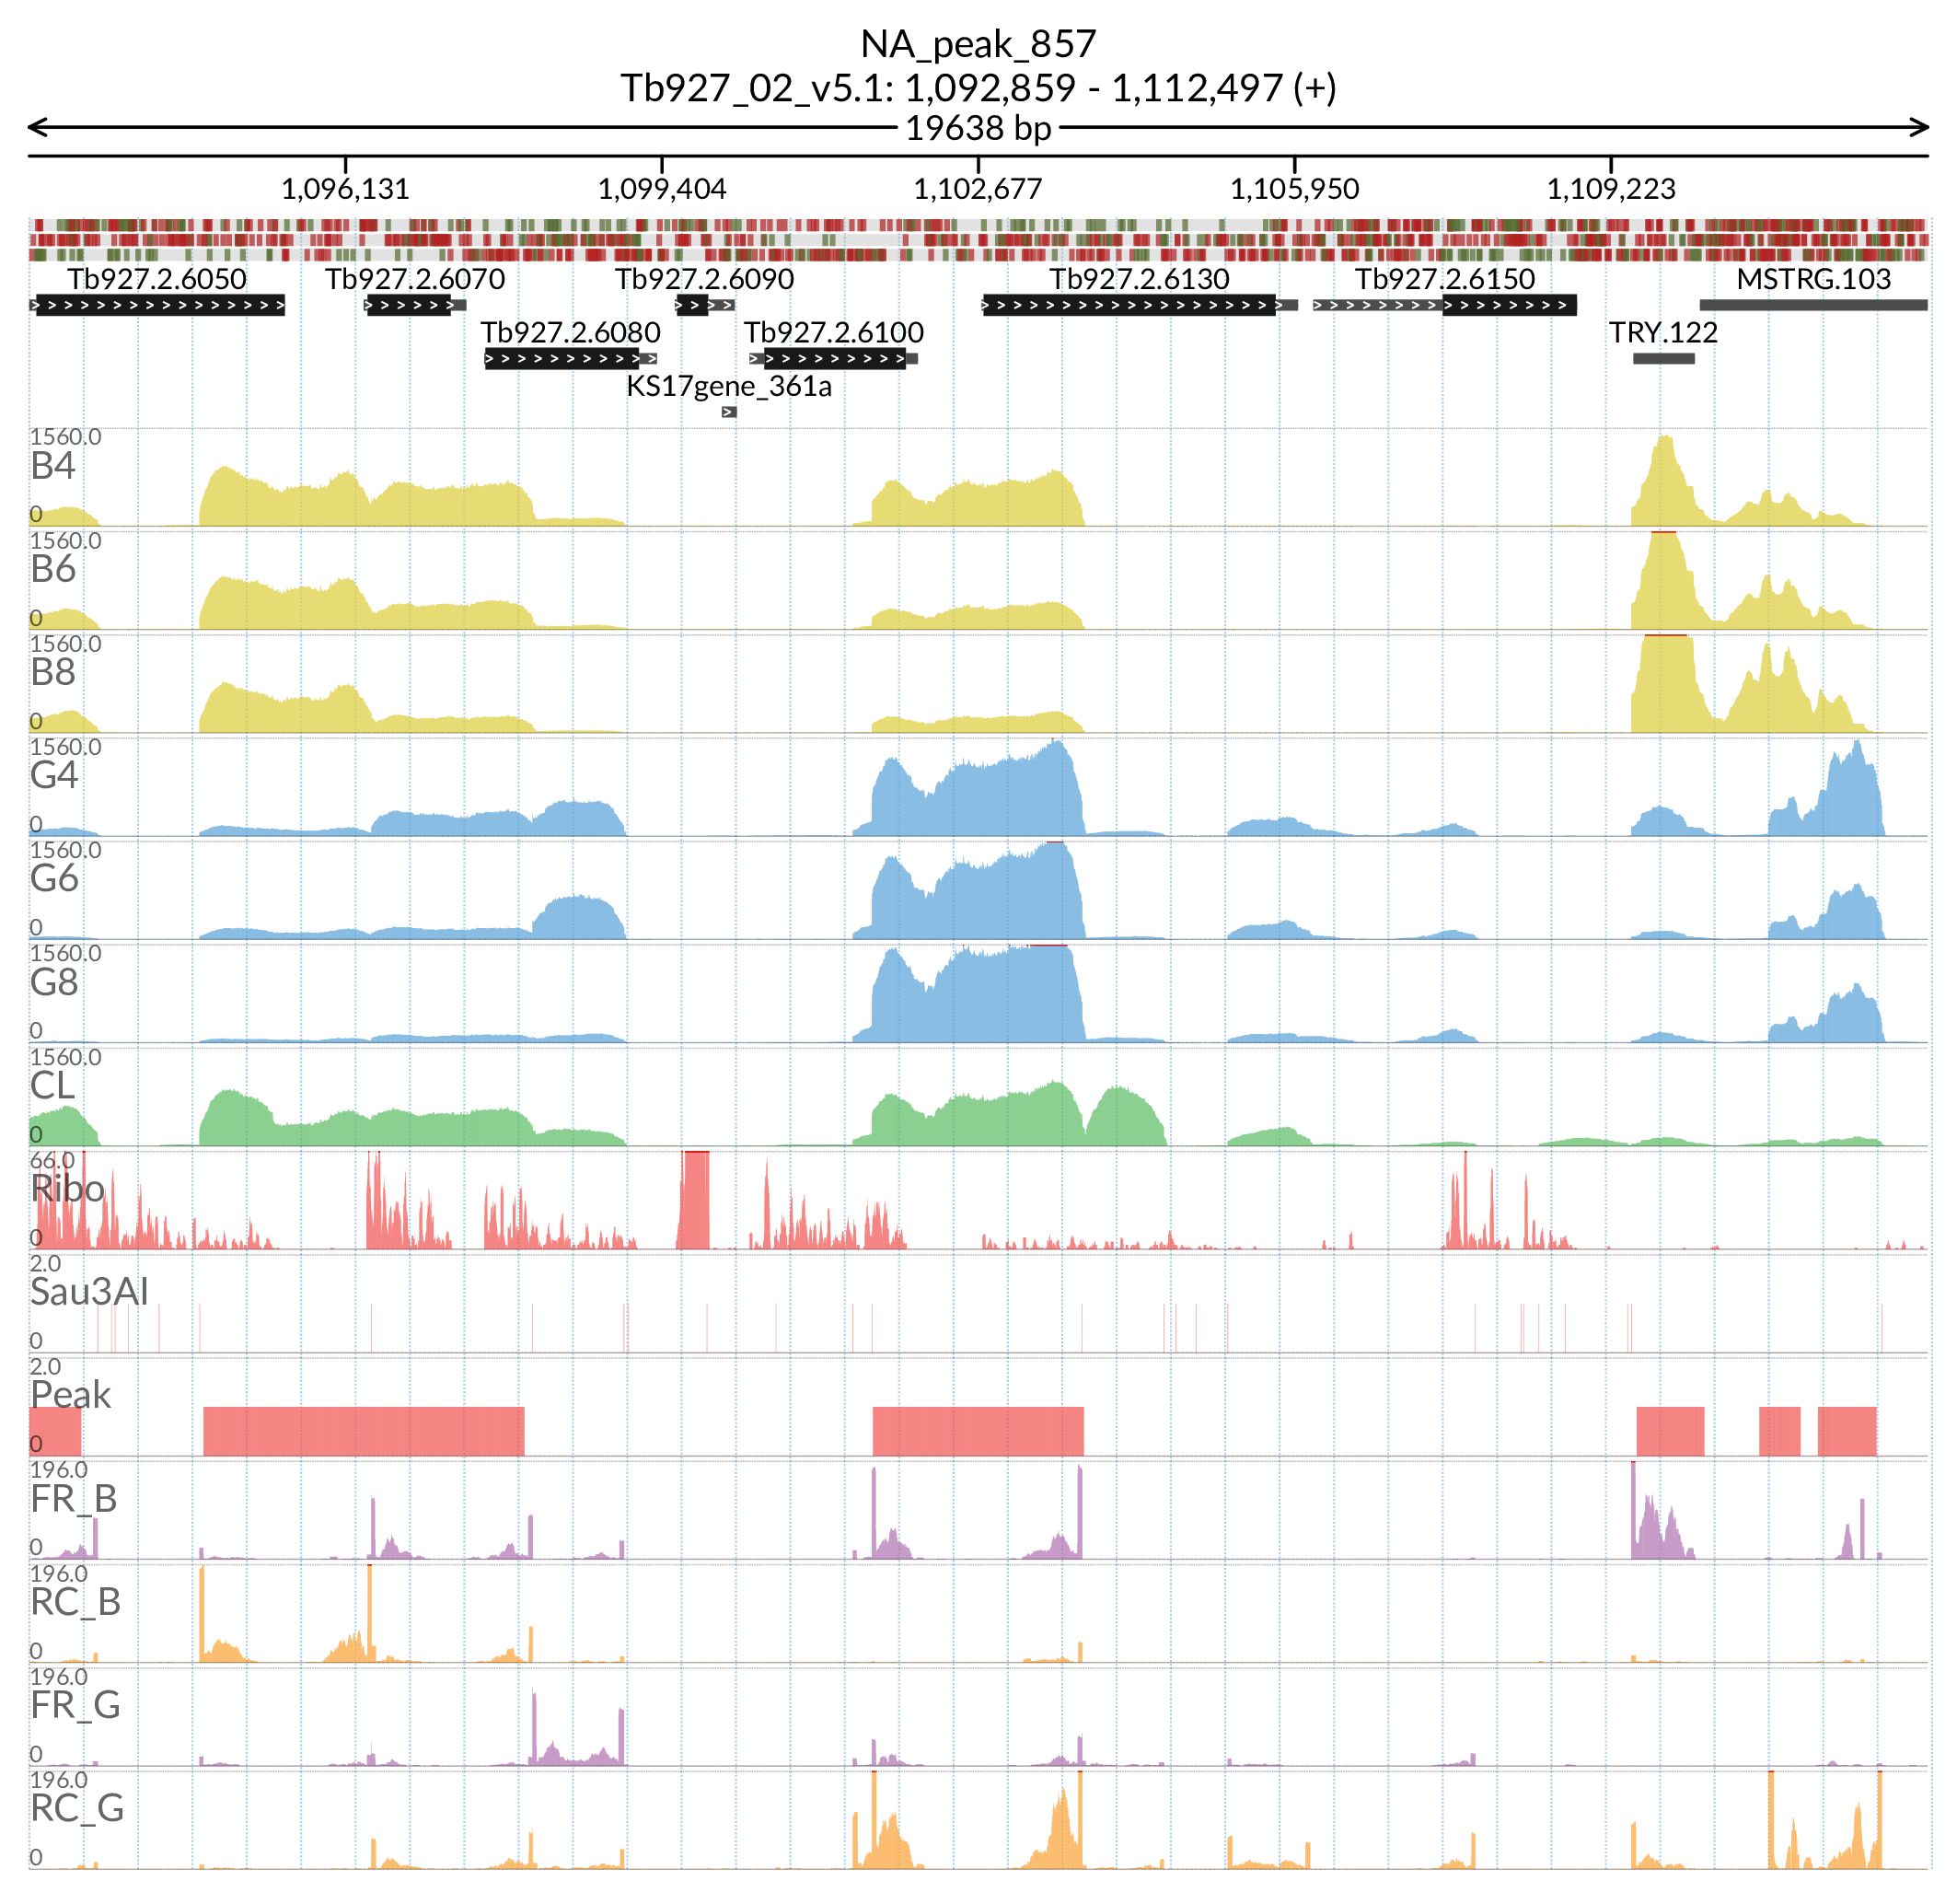 NA_peak_857
Tb927_02_v5.1: 1,092,859 - 1,112,497 (+)
19638 bp
1,096,131 1,099,404 1,102,677 1,105,950 1,109,223
Tb927.2.6050 Tb927.2.6070 Tb927.2.6090 Tb927.2.6130 Tb927.2.6150 MSTRG.103
Tb927.2.6080 Tb927.2.6100 TRY.122
KS17gene_361a
1560.0
B4
0
1560.0
B6
0
1560.0
B8
0
1560.0
G4
0
1560.0
G6
0
1560.0
G8
0
1560.0
CL
0
66.0
Ribo
0
2.0
Sau3AI
0
2.0
Peak
0
196.0
FR_B
0
196.0
RC_B
0
196.0
FR_G
0
196.0
RC_G
0